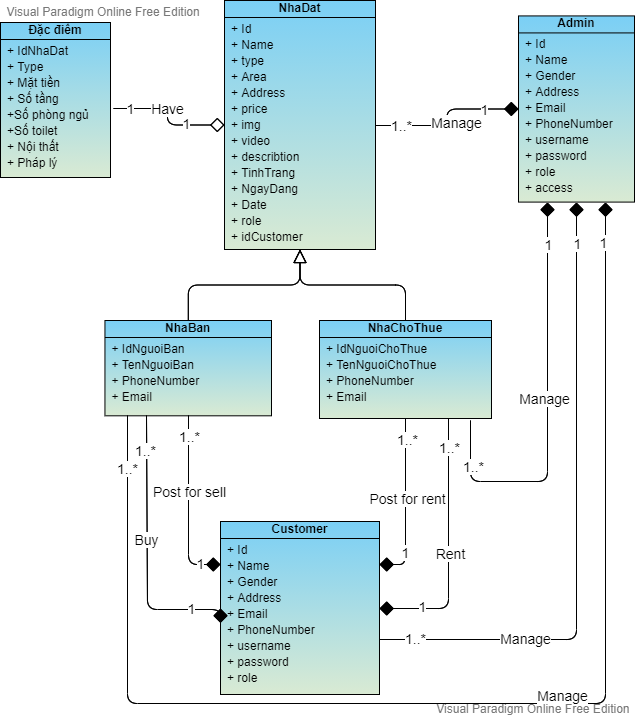 Visual Paradigm Online Free Edition
Đặc điểm
+ IdNhaDat
+ Type
+ Mặt tiền
+ Số tầng
+Số phòng ngủ
+Số toilet
+ Nội thất
+ Pháp lý
1
Have
1
NhaDat
+ Id
+ Name
+ type
+ Area
+ Address
+ price
+ img
+ video
+ describtion
+ TinhTrang
+ NgayDang
+ Date
+ role
+ idCustomer
1..*
Manage
1
Admin
+ Id
+ Name
+ Gender
+ Address
+ Email
+ PhoneNumber
+ username
+ password
+ role
+ access
1
1
1
NhaBan
+ IdNguoiBan
+ TenNguoiBan
+ PhoneNumber
+ Email
NhaChoThue
+ IdNguoiChoThue
+ TenNguoiChoThue
+ PhoneNumber
+ Email
Manage
1..*
1..*
1..*
1..*
1..*
1..*
Post for sell
Post for rent
Buy
Rent
1
1
1
1
Customer
+ Id
+ Name
+ Gender
+ Address
+ Email
+ PhoneNumber
+ username
+ password
+ role
1..*
Manage
Manage
Visual Paradigm Online Free Edition